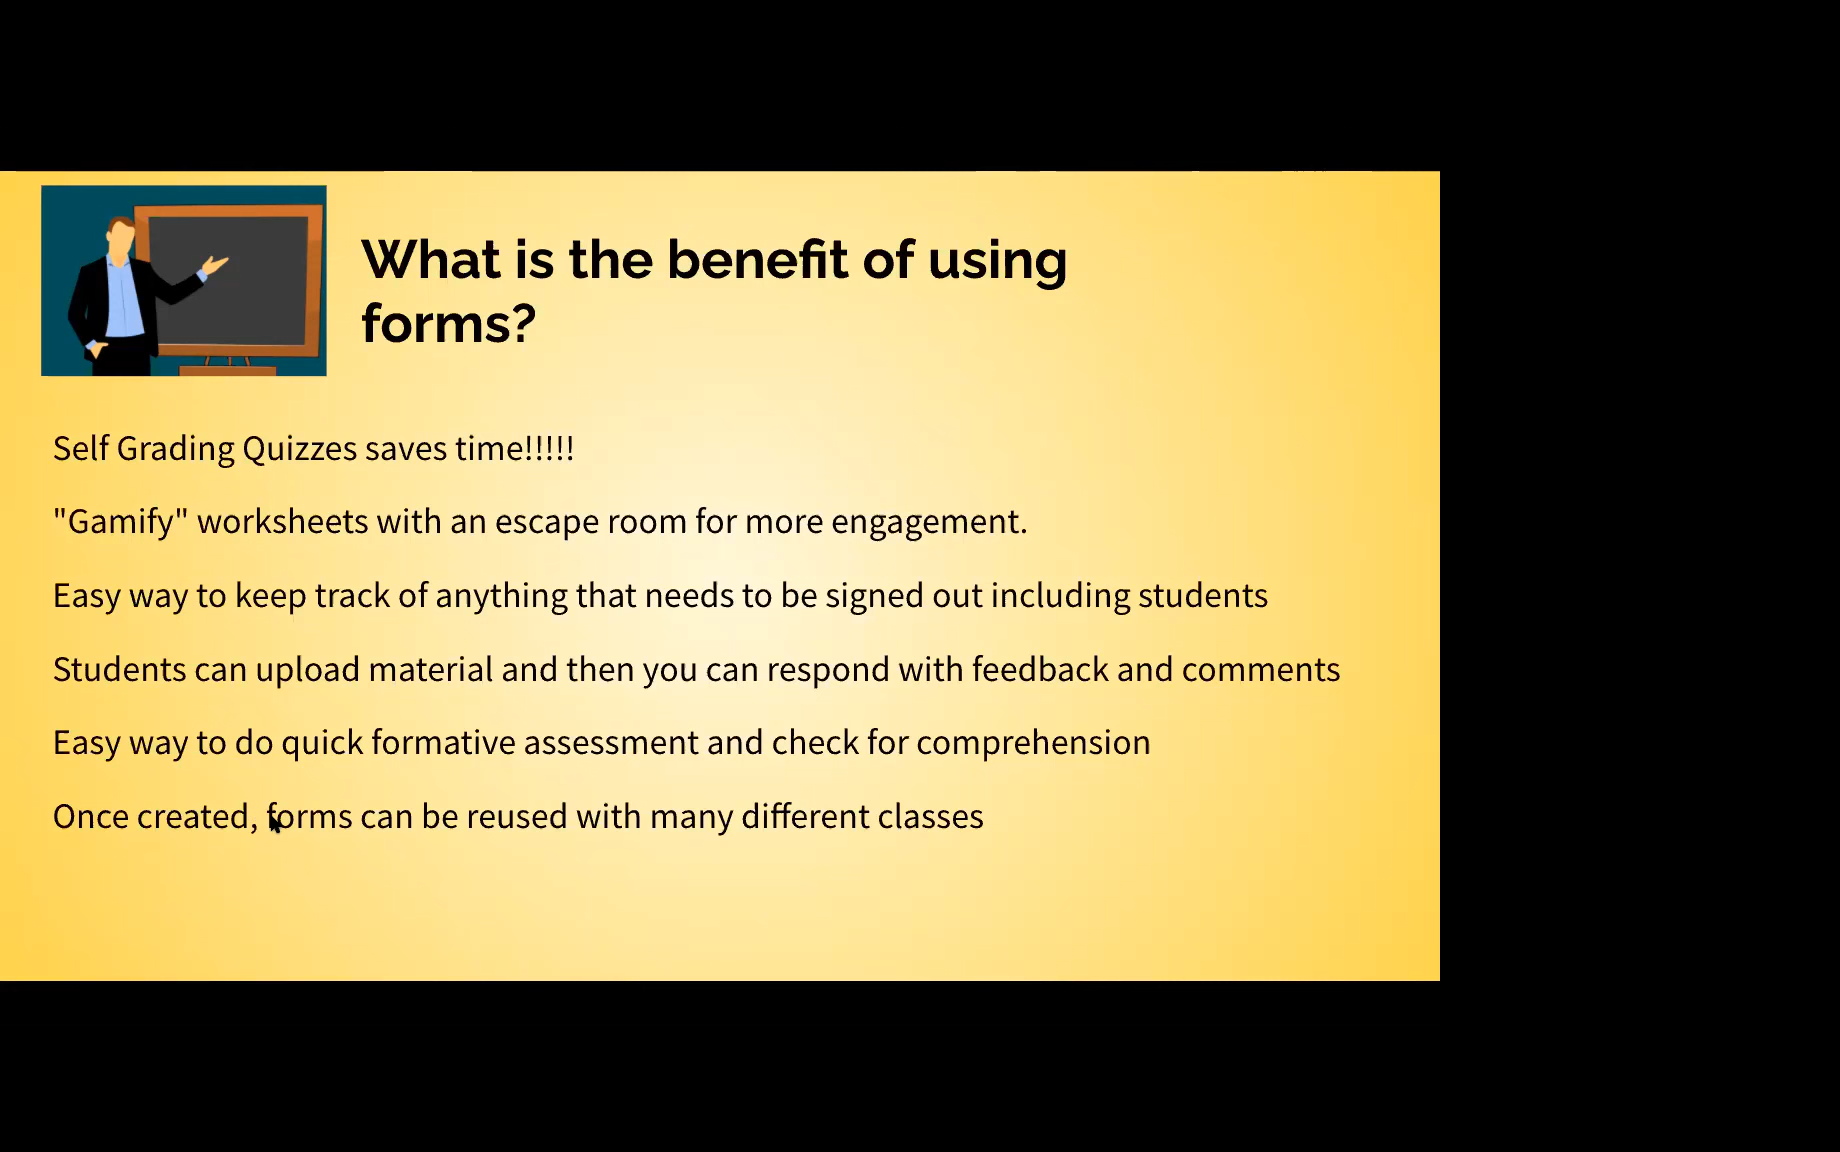 What is the benefit of using
forms?
Self Grading Quizzes saves time!!!!!
"Gamify" worksheets with an escape room for more engagement.
Easy way to keep track of anything that needs to be signed out including students
Students can upload material and then you can respond with feedback and comments
Easy way to do quick formative assessment and check for comprehension
Once created, forms can be reused with many different classes